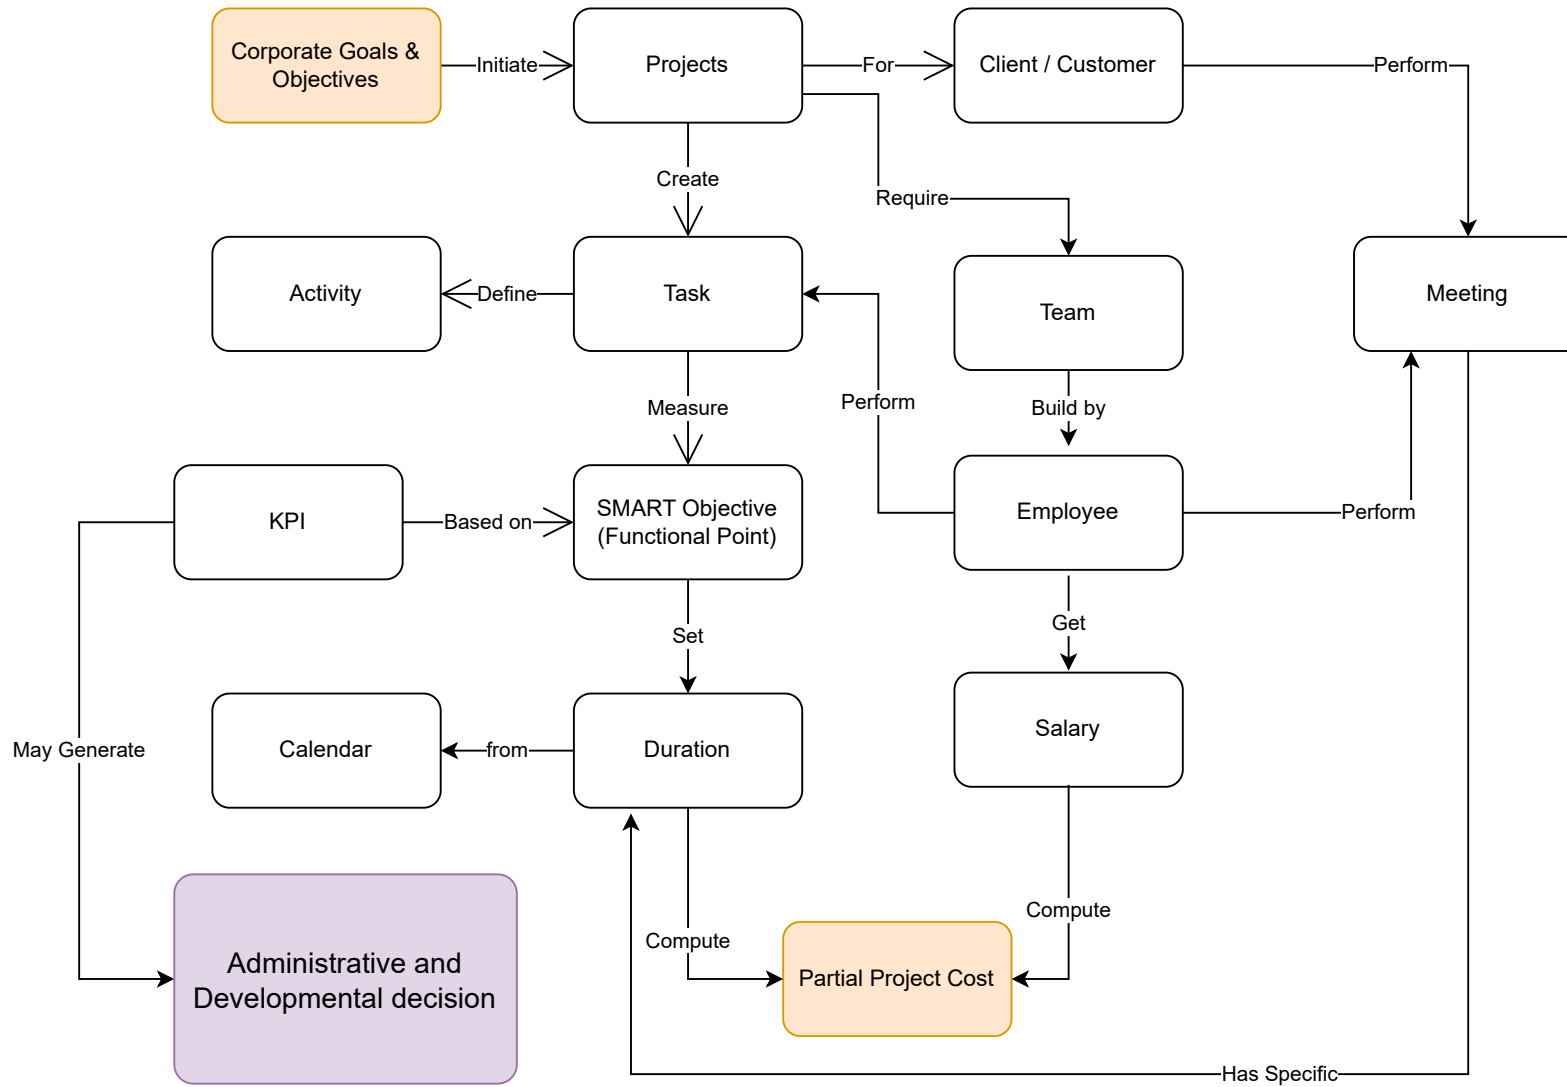 Corporate Goals &
Objectives
Initiate
Projects
For
Client / Customer
Perform
Create
Require
Activity
Define
Task
Team
Meeting
Measure
Perform
Build by
KPI
Based on
SMART Objective
(Functional Point)
Employee
Perform
Set
Get
May Generate
Calendar
from
Duration
Salary
Compute
Compute
Administrative and
Developmental decision
Partial Project Cost
Has Specific